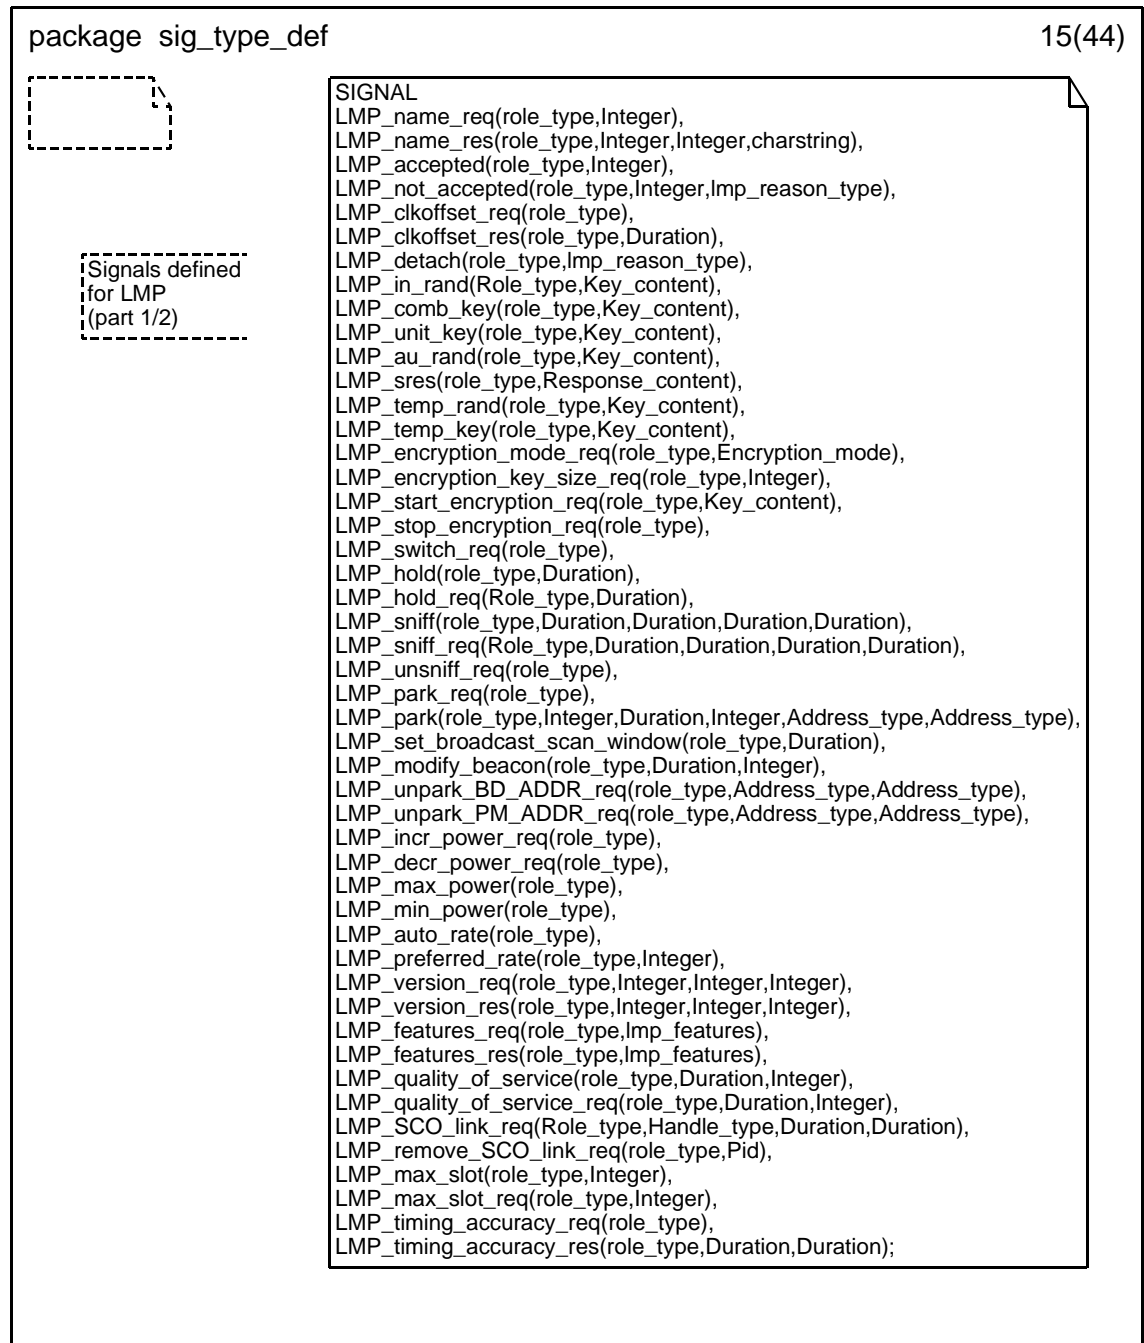 package sig_type_def 15(44)
Signals defined
for LMP
(part 1/2)
SIGNAL
LMP_name_req(role_type,Integer),
LMP_name_res(role_type,Integer,Integer,charstring),
LMP_accepted(role_type,Integer),
LMP_not_accepted(role_type,Integer,lmp_reason_type),
LMP_clkoffset_req(role_type),
LMP_clkoffset_res(role_type,Duration),
LMP_detach(role_type,lmp_reason_type),
LMP_in_rand(Role_type,Key_content),
LMP_comb_key(role_type,Key_content),
LMP_unit_key(role_type,Key_content),
LMP_au_rand(role_type,Key_content),
LMP_sres(role_type,Response_content),
LMP_temp_rand(role_type,Key_content),
LMP_temp_key(role_type,Key_content),
LMP_encryption_mode_req(role_type,Encryption_mode),
LMP_encryption_key_size_req(role_type,Integer),
LMP_start_encryption_req(role_type,Key_content),
LMP_stop_encryption_req(role_type),
LMP_switch_req(role_type),
LMP_hold(role_type,Duration),
LMP_hold_req(Role_type,Duration),
LMP_sniff(role_type,Duration,Duration,Duration,Duration),
LMP_sniff_req(Role_type,Duration,Duration,Duration,Duration),
LMP_unsniff_req(role_type),
LMP_park_req(role_type),
LMP_park(role_type,Integer,Duration,Integer,Address_type,Address_type),
LMP_set_broadcast_scan_window(role_type,Duration),
LMP_modify_beacon(role_type,Duration,Integer),
LMP_unpark_BD_ADDR_req(role_type,Address_type,Address_type),
LMP_unpark_PM_ADDR_req(role_type,Address_type,Address_type),
LMP_incr_power_req(role_type),
LMP_decr_power_req(role_type),
LMP_max_power(role_type),
LMP_min_power(role_type),
LMP_auto_rate(role_type),
LMP_preferred_rate(role_type,Integer),
LMP_version_req(role_type,Integer,Integer,Integer),
LMP_version_res(role_type,Integer,Integer,Integer),
LMP_features_req(role_type,lmp_features),
LMP_features_res(role_type,lmp_features),
LMP_quality_of_service(role_type,Duration,Integer),
LMP_quality_of_service_req(role_type,Duration,Integer),
LMP_SCO_link_req(Role_type,Handle_type,Duration,Duration),
LMP_remove_SCO_link_req(role_type,Pid),
LMP_max_slot(role_type,Integer),
LMP_max_slot_req(role_type,Integer),
LMP_timing_accuracy_req(role_type),
LMP_timing_accuracy_res(role_type,Duration,Duration);